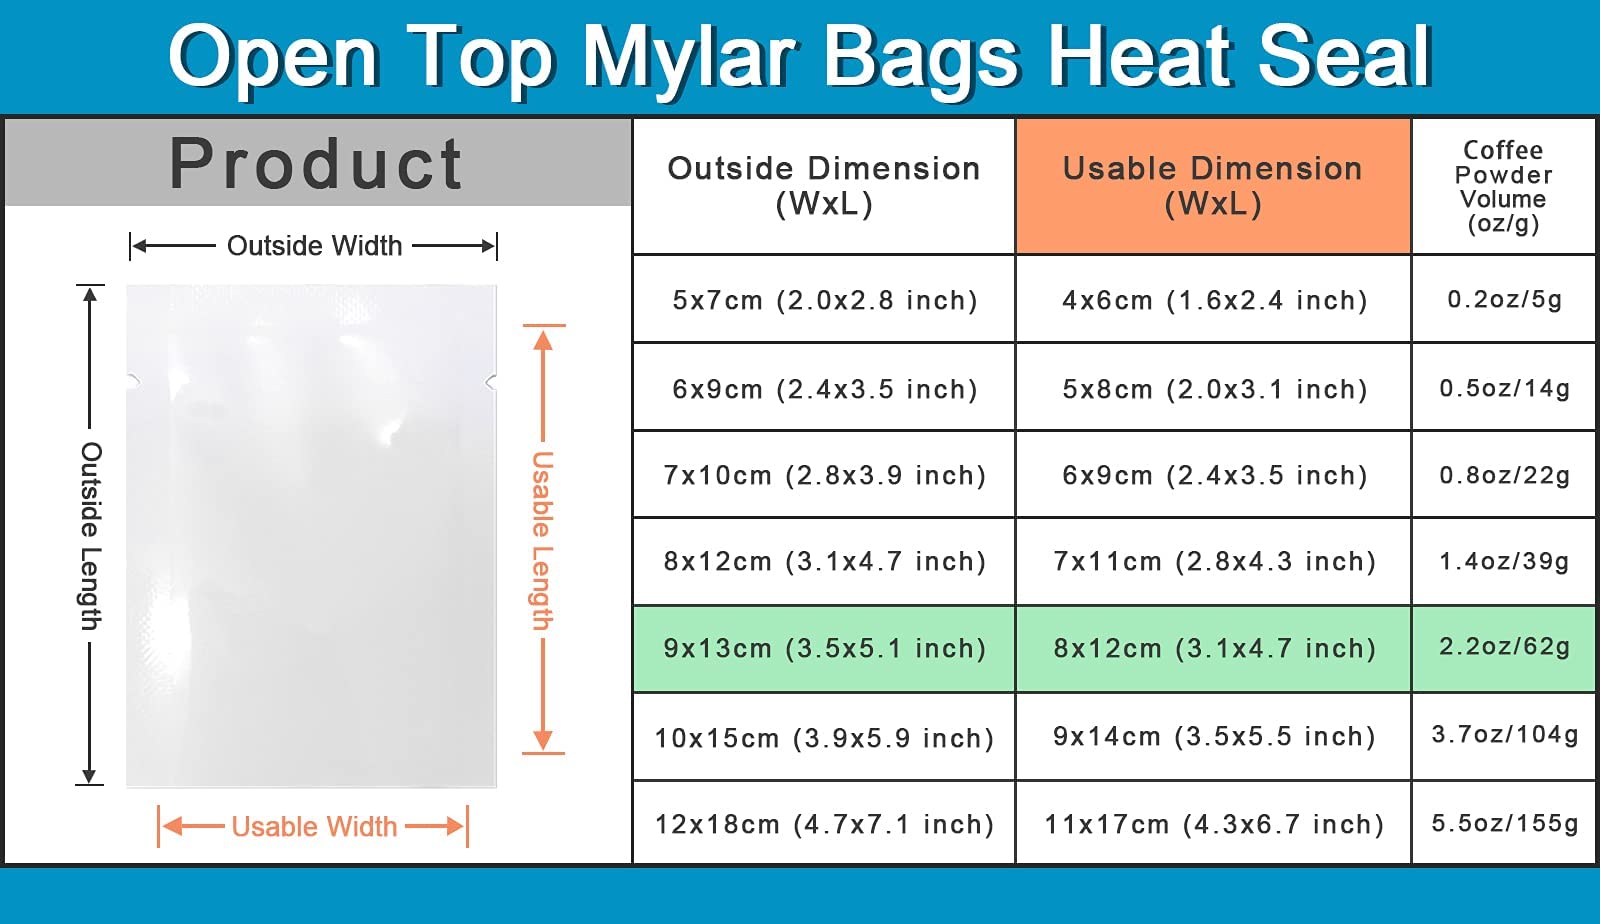 Open Top Mylar Bags Heat Seal
Product
Outside Width
Outside Length
Usable Length
Usable Width
Outside Dimension
(WxL)
Usable Dimension
(WxL)
Coffee
Powder
Volume
(oz/g)
5x7cm (2.0x2.8 inch)
4x6cm (1.6x2.4 inch)
0.2oz/5g
6x9cm (2.4x3.5 inch)
5x8cm (2.0x3.1 inch)
0.5oz/14g
7x10cm (2.8x3.9 inch)
6x9cm (2.4x3.5 inch)
0.8oz/22g
8x12cm (3.1x4.7 inch)
7x11cm (2.8x4.3 inch)
1.4oz/39g
9x13cm (3.5x5.1 inch)
8x12cm (3.1x4.7 inch)
2.2oz/62g
10x15cm (3.9x5.9 inch)
9x14cm (3.5x5.5 inch)
3.7oz/104g
12x18cm (4.7x7.1 inch)
11x17cm (4.3x6.7 inch)
5.5oz/155g